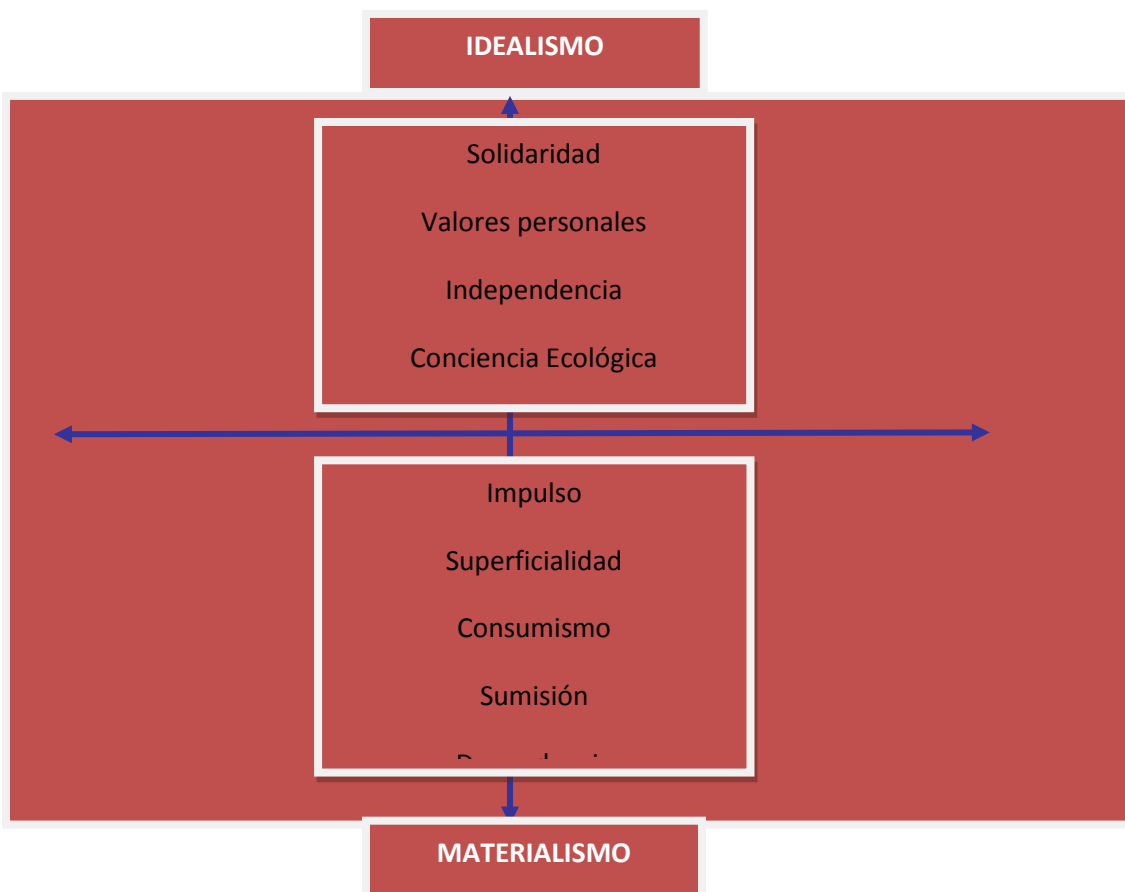 IDEALISMO
Solidaridad
Valores personales
Independencia
Conciencia Ecológica
Impulso
Superficialidad
Consumismo
Sumisión
MATERIALISMO